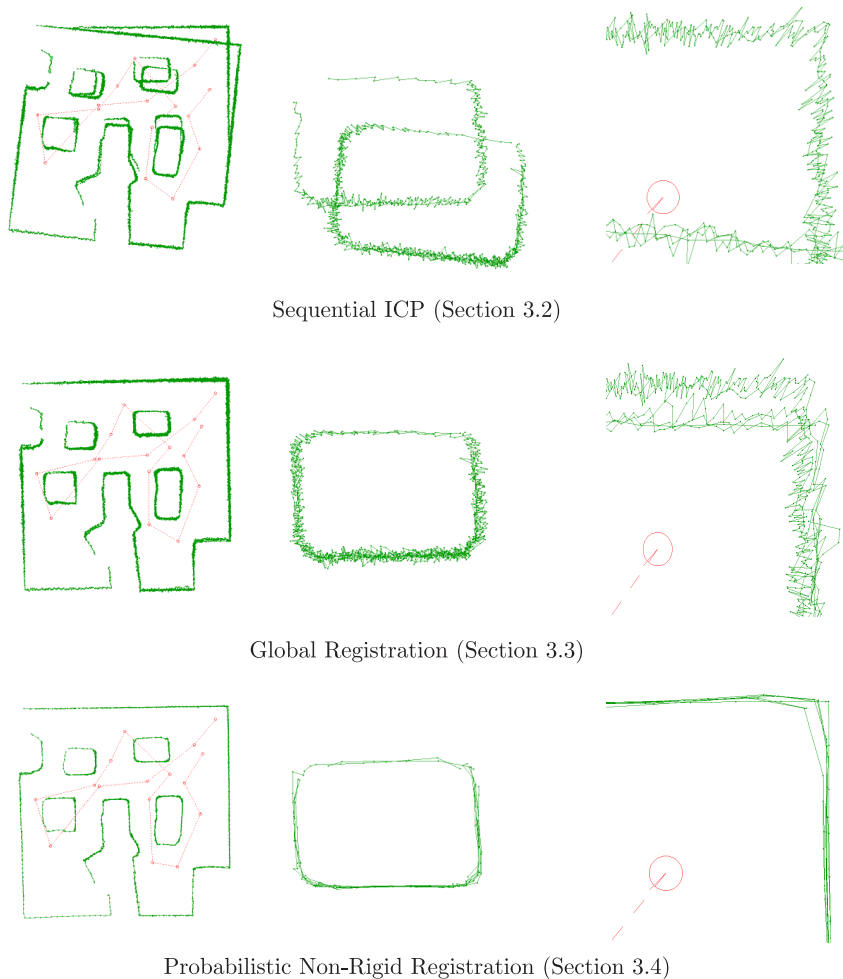 Sequential ICP (Section 3.2)
Global Registration (Section 3.3)
Probabilistic Non-Rigid Registration (Section 3.4)